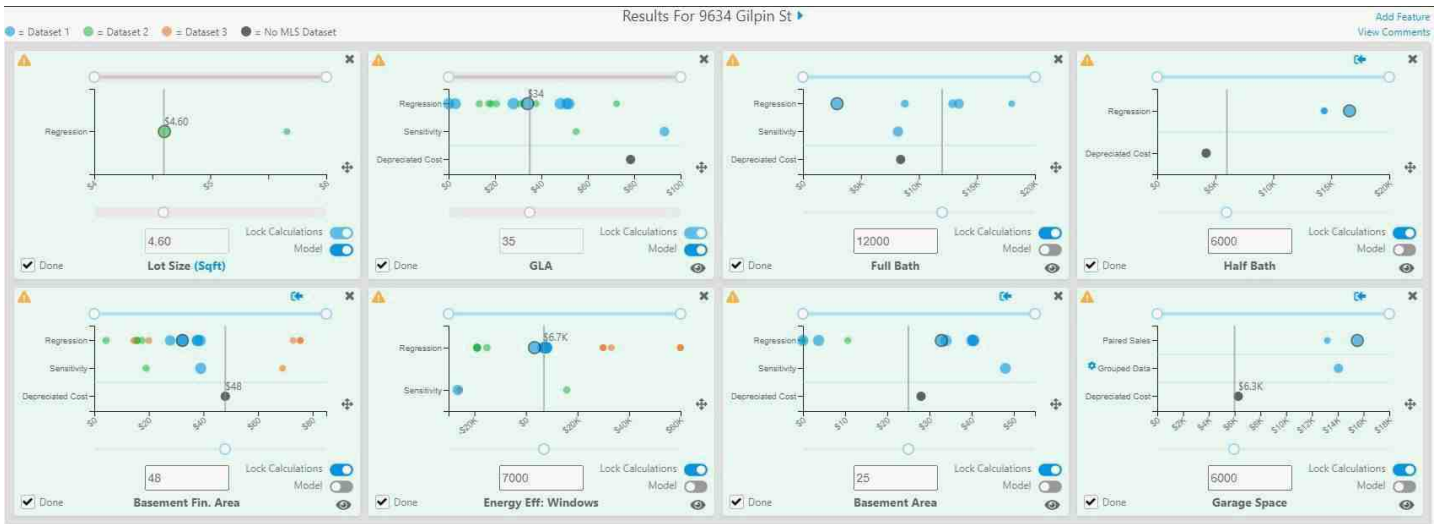 Results For 9634 Gilpin St
Add Feature
= Dataset 1 = Dataset 2 = Dataset 3 = No MLS Dataset
View Comments
$4.60
Regression
$4 $5 $6
4.60
Lock Calculations
Model
Done
Lot Size (Sqft)
$34
Regression
Sensitivity
Depreciated Cost
$0 $20 $40 $60 $80 $100
35
Lock Calculations
Model
Done
GLA
Regression
Sensitivity
Depreciated Cost
$0 $5K $10K $15K $20K
12000
Lock Calculations
Model
Done
Full Bath
Regression
Depreciated Cost
$0 $5K $10K $15K $20K
6000
Lock Calculations
Model
Done
Half Bath
Regression
Sensitivity
$48
Depreciated Cost
$0 $20 $40 $60 $80
48
Lock Calculations
Model
Done
Basement Fin. Area
$6.7K
Regression
Sensitivity
-$20K $0 $20K $40K $60K
7000
Lock Calculations
Model
Done
Energy Eff: Windows
Regression
Sensitivity
Depreciated Cost
$0 $10 $20 $30 $40 $50
25
Lock Calculations
Model
Done
Basement Area
Paired Sales
Grouped Data
$6.3K
Depreciated Cost
$0 $2K $4K $6K $8K $10K $12K $14K $16K $18K
6000
Lock Calculations
Model
Done
Garage Space